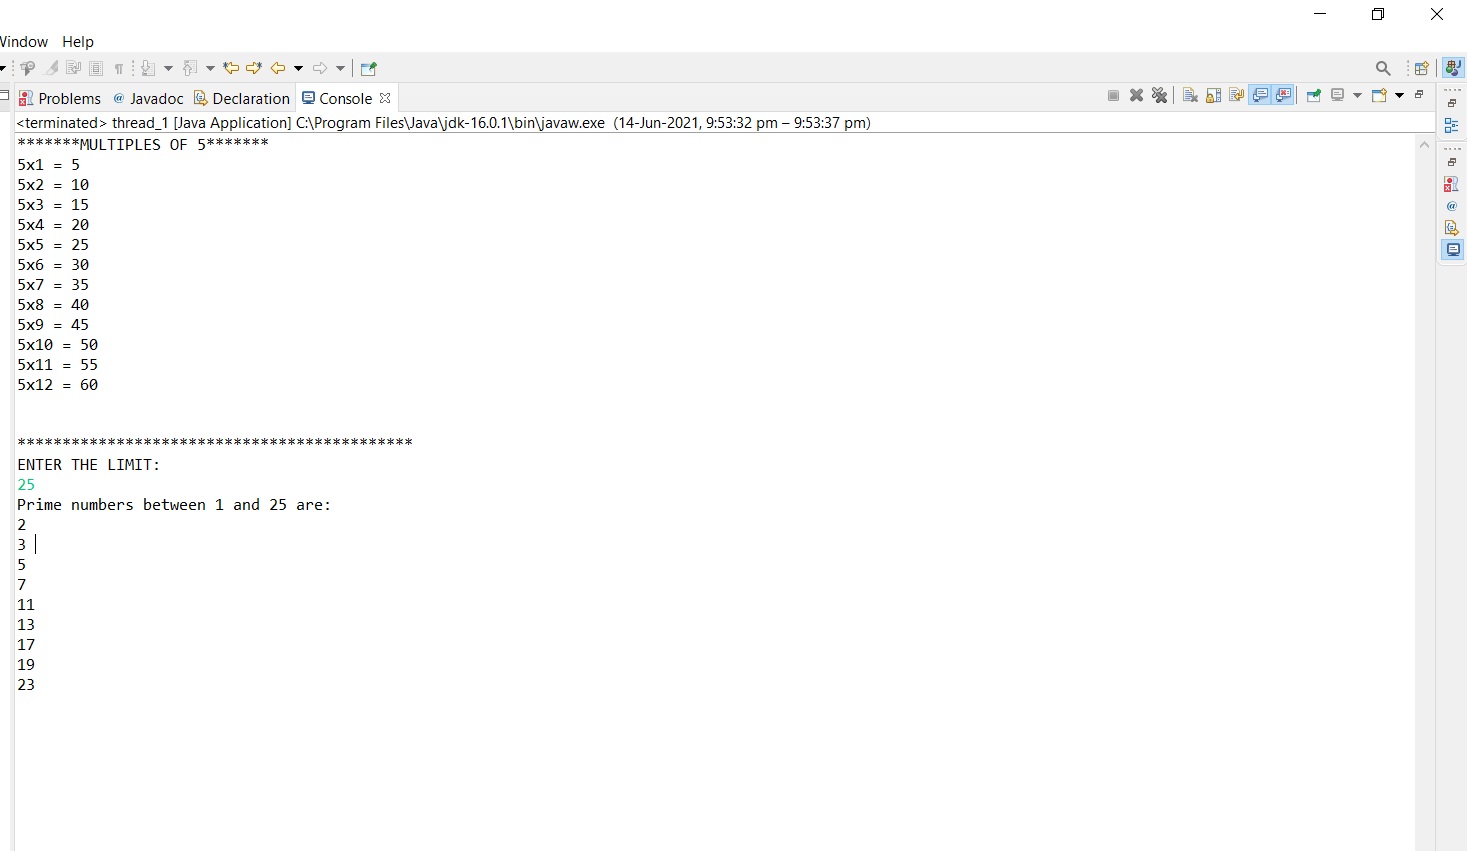 Window Help
Problems @ Javadoc Declaration Console
<terminated> thread_1 [Java Application] C:\Program Files\Java\jdk-16.0.1\bin\javaw.exe (14-Jun-2021, 9:53:32 pm – 9:53:37 pm)
*******MULTIPLES OF 5*******
5x1 = 5
5x2 = 10
5x3 = 15
5x4 = 20
5x5 = 25
5x6 = 30
5x7 = 35
5x8 = 40
5x9 = 45
5x10 = 50
5x11 = 55
5x12 = 60
********************************************
ENTER THE LIMIT:
25
Prime numbers between 1 and 25 are:
2
3
5
7
11
13
17
19
23